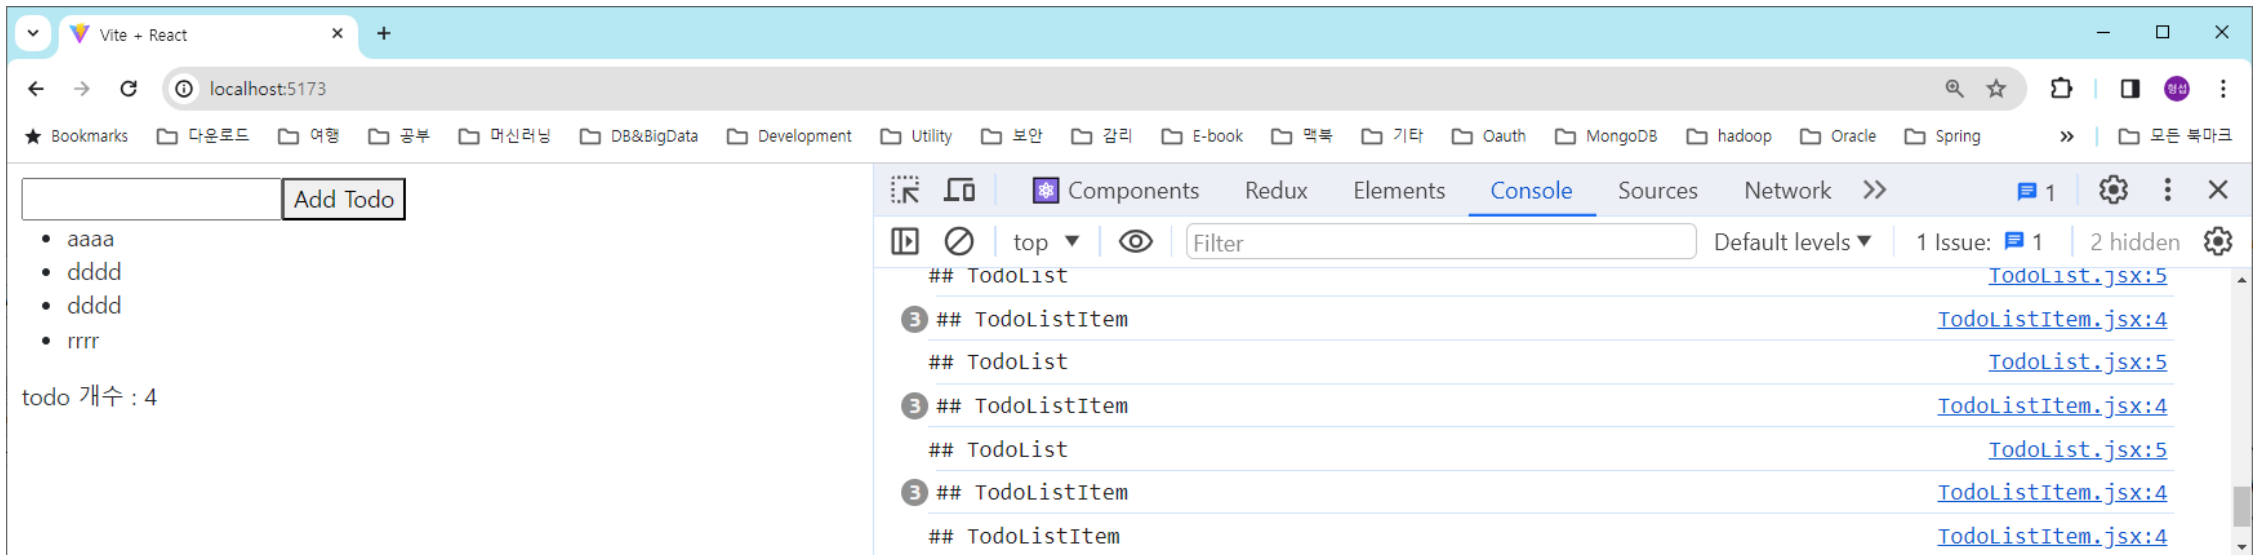 Vite + React
localhost:5173
형섭
Bookmarks 다운로드 여행 공부 머신러닝 DB&BigData Development Utility 보안 감리 E-book 맥북 기타 Oauth MongoDB hadoop Oracle Spring » 모든 북마크
Add Todo
aaaa
dddd
dddd
rrrr
todo 개수 : 4
Components Redux Elements Console Sources Network 1
top Filter Default levels 1 Issue: 1 2 hidden
## TodoList TodoList.jsx:5
3 ## TodoListItem TodoListItem.jsx:4
## TodoList TodoList.jsx:5
3 ## TodoListItem TodoListItem.jsx:4
## TodoList TodoList.jsx:5
3 ## TodoListItem TodoListItem.jsx:4
## TodoListItem TodoListItem.jsx:4